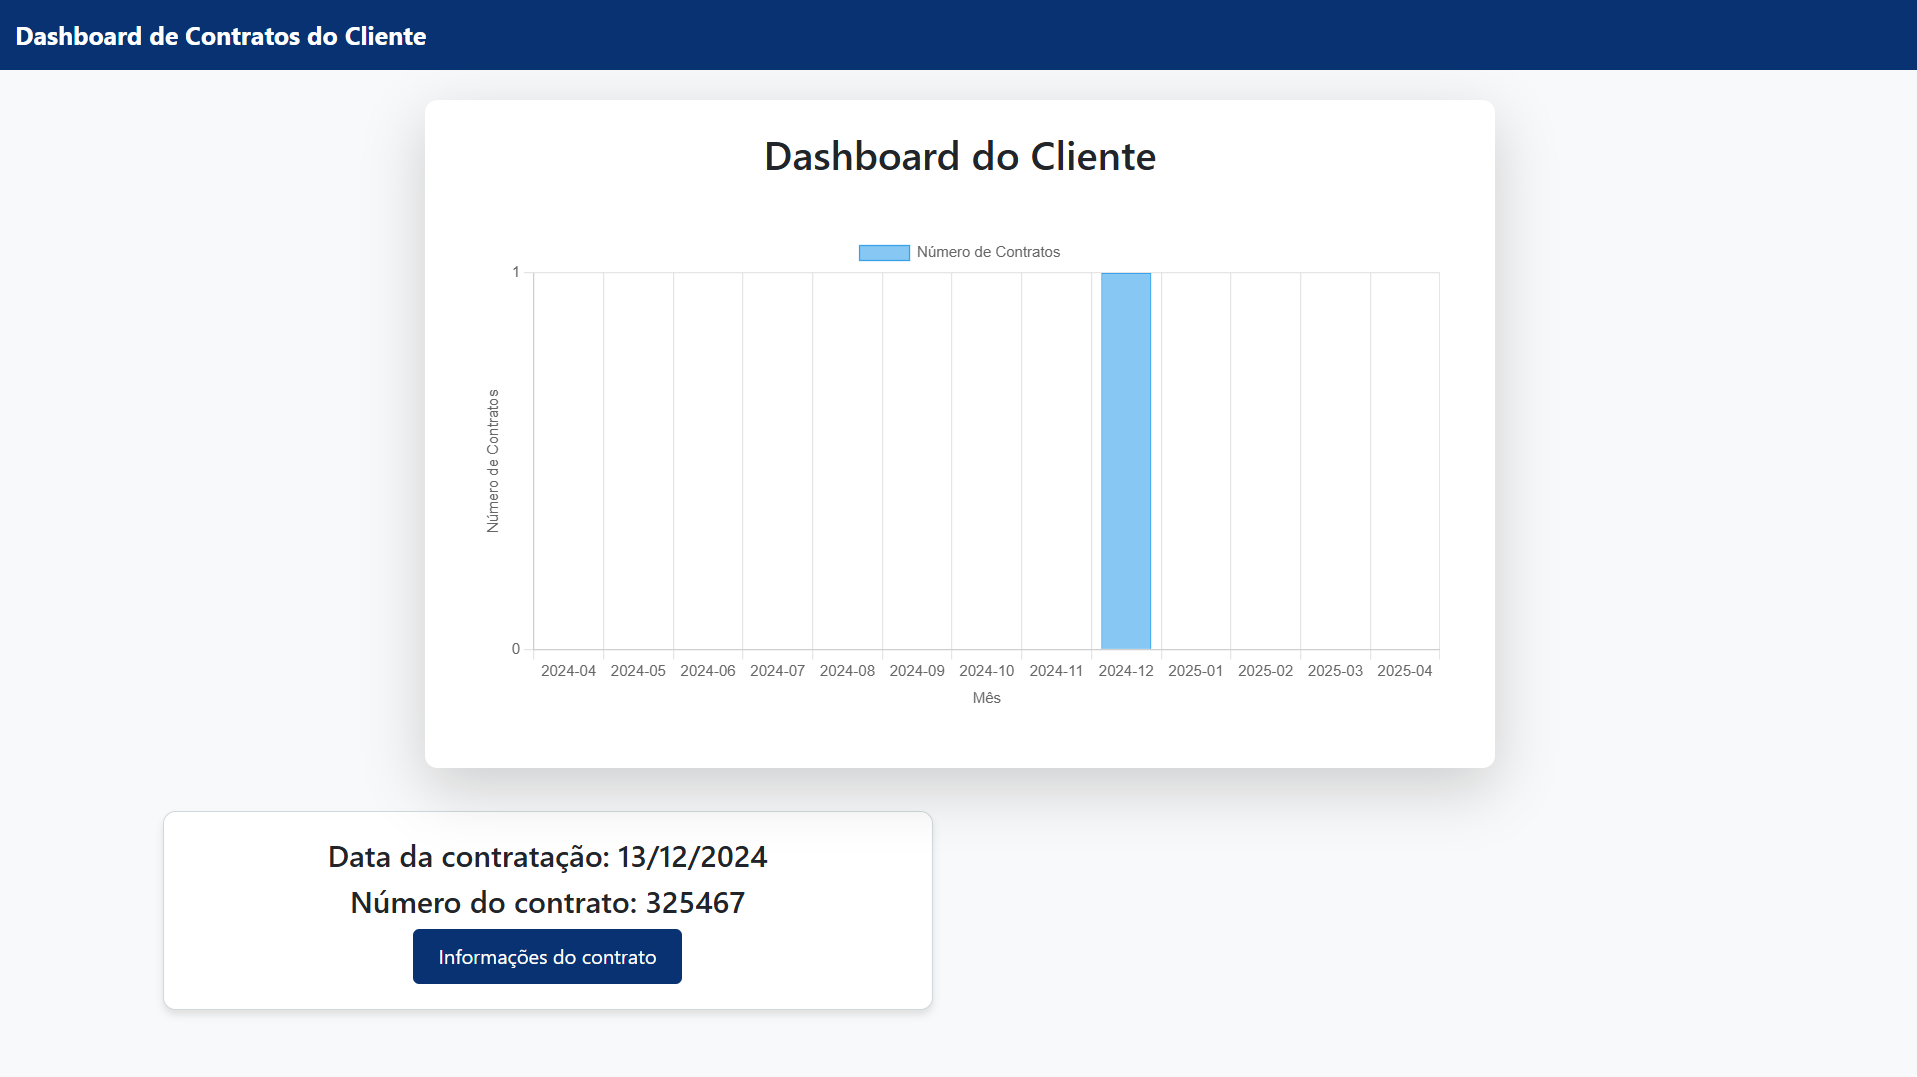 Dashboard de Contratos do Cliente
Dashboard do Cliente
Número de Contratos
1
Número de Contratos
0
2024-04 2024-05 2024-06 2024-07 2024-08 2024-09 2024-10 2024-11 2024-12 2025-01 2025-02 2025-03 2025-04
Mês
Data da contratação: 13/12/2024
Número do contrato: 325467
Informações do contrato